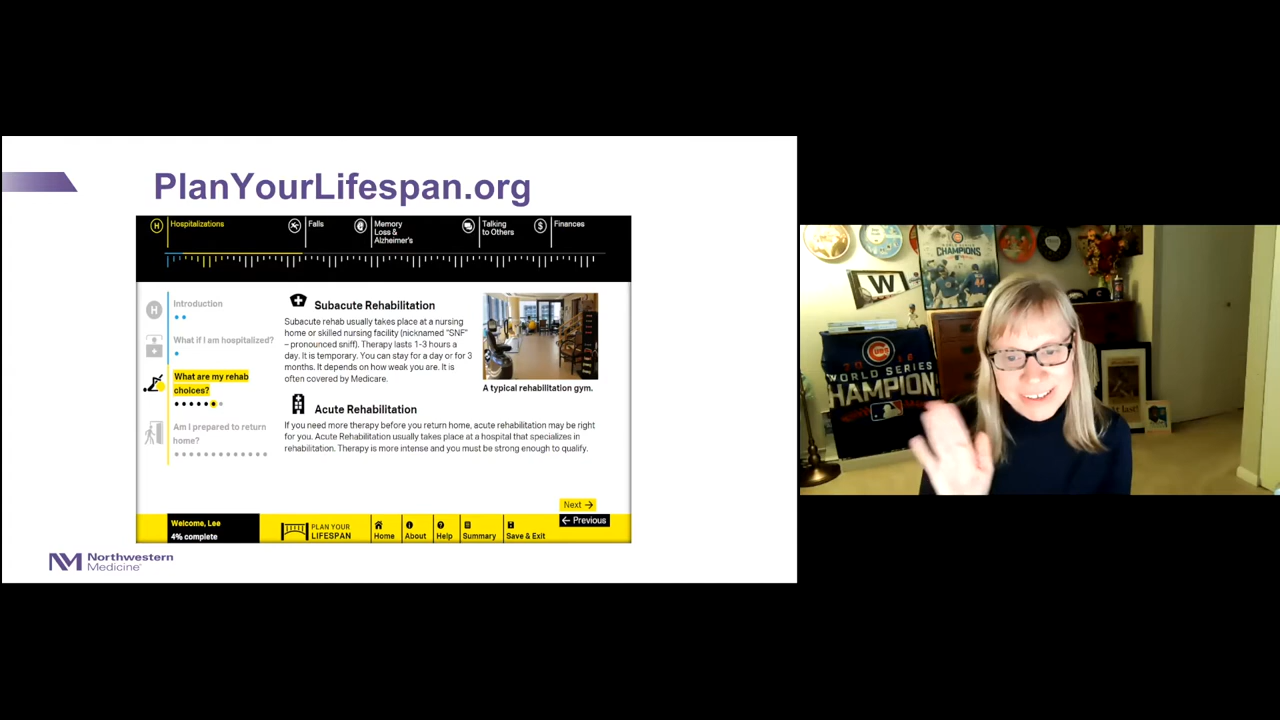 PlanYourLifespan.org
H
Hospitalizations
Falls
Memory
Loss &
Alzheimer's
Talking
to Others
$
Finances
H
Introduction
What if I am hospitalized?
What are my rehab
choices?
Am I prepared to return
home?
Subacute Rehabilitation
Subacute rehab usually takes place at a nursing
home or skilled nursing facility (nicknamed "SNF"
– pronounced sniff). Therapy lasts 1-3 hours a
day. It is temporary. You can stay for a day or for 3
months. It depends on how weak you are. It is
often covered by Medicare.
A typical rehabilitation gym.
Acute Rehabilitation
If you need more therapy before you return home, acute rehabilitation may be right
for you. Acute Rehabilitation usually takes place at a hospital that specializes in
rehabilitation. Therapy is more intense and you must be strong enough to qualify.
Next →
← Previous
Welcome, Lee
4% complete
PLAN YOUR
LIFESPAN
Home
About
Help
Summary
Save & Exit
NM Northwestern
Medicine
CHAMPIONS
W
CUBS
2016
WORLD SERIES
HAMPION
At last!